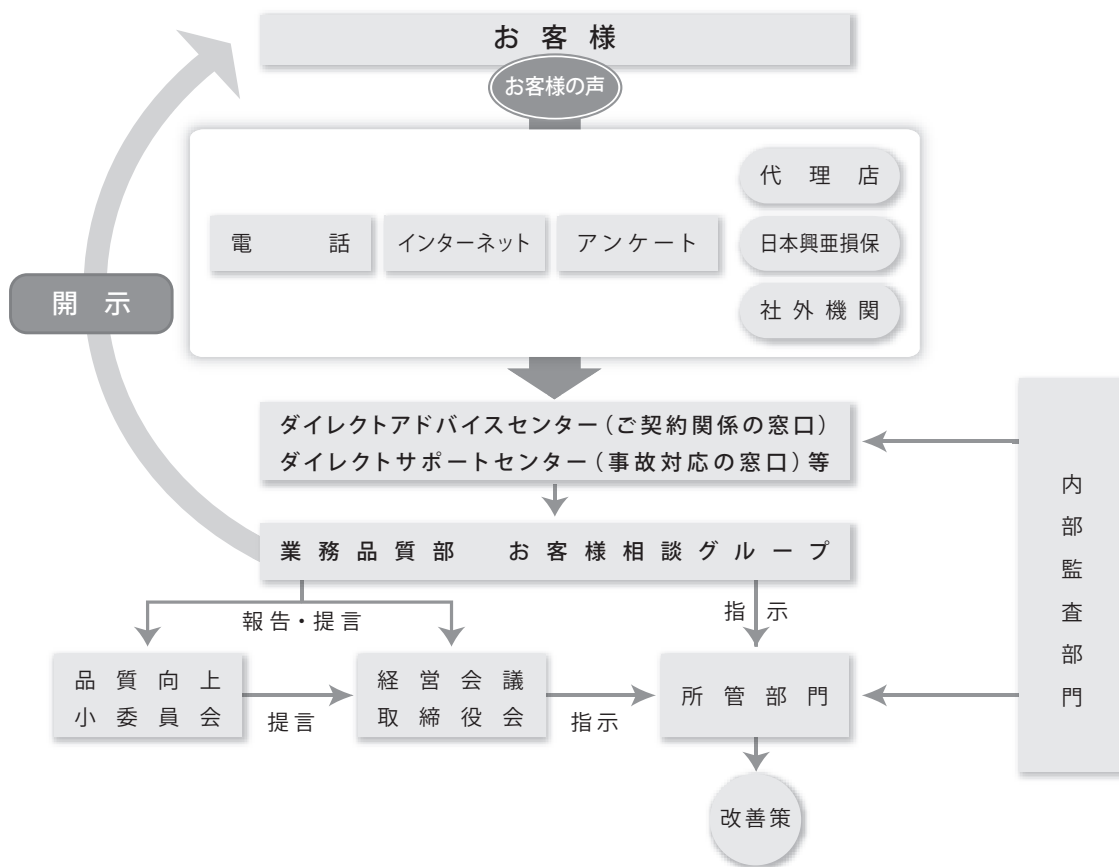 お客様
お客様の声
代理店
電話
インターネット
アンケート
日本興亜損保
社外機関
開示
ダイレクトアドバイスセンター(ご契約関係の窓口)
ダイレクトサポートセンター(事故対応の窓口)等
内部監査部門
業務品質部 お客様相談グループ
報告・提言
指示
品質向上
小委員会
提言
経営会議
取締役会
指示
所管部門
改善策